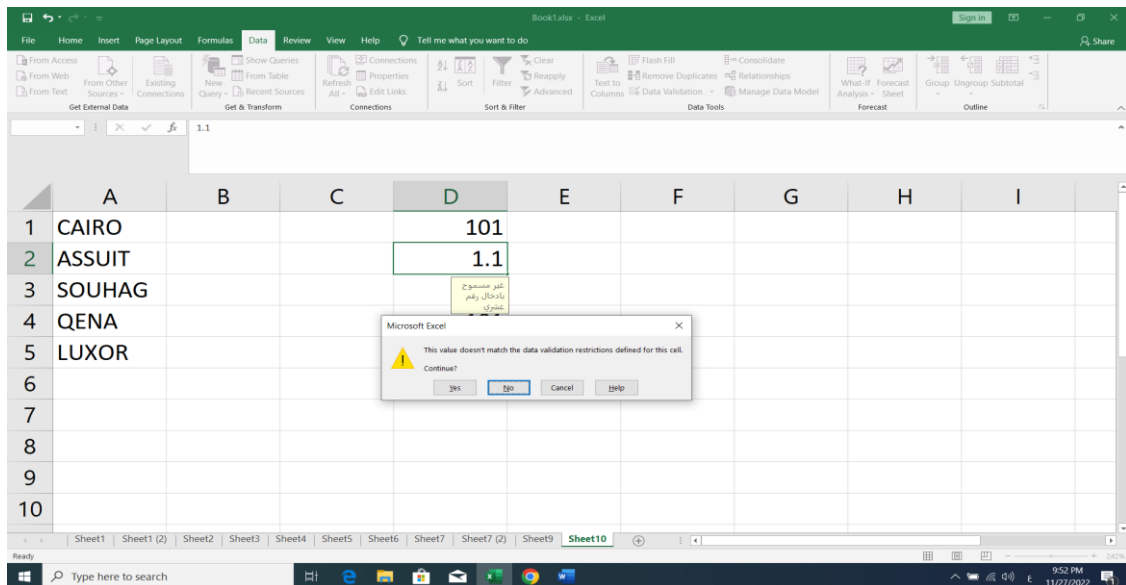 Book1.xlsx - Excel
Sign in
File Home Insert Page Layout Formulas Data Review View Help Tell me what you want to do
Share
From Access
From Web
From Text
From Other Sources
Existing Connections
Get External Data
New Query
Show Queries
From Table
Recent Sources
Get & Transform
Refresh All
Connections
Properties
Edit Links
Connections
Sort
Filter
Clear
Reapply
Advanced
Sort & Filter
Text to Columns
Flash Fill
Remove Duplicates
Data Validation
Consolidate
Relationships
Manage Data Model
Data Tools
What-If Analysis
Forecast Sheet
Forecast
Group
Ungroup
Subtotal
Outline
fx 1.1
A B C D E F G H I
1 CAIRO 101
2 ASSUIT 1.1
3 SOUHAG
4 QENA
5 LUXOR
6
7
8
9
10
غير مسموح
بادخال رقم
عشري
Microsoft Excel
This value doesn't match the data validation restrictions defined for this cell.
Continue?
Yes No Cancel Help
Sheet1 Sheet1 (2) Sheet2 Sheet3 Sheet4 Sheet5 Sheet6 Sheet7 Sheet7 (2) Sheet9 Sheet10
Ready
242%
Type here to search
ع
9:52 PM
11/27/2022